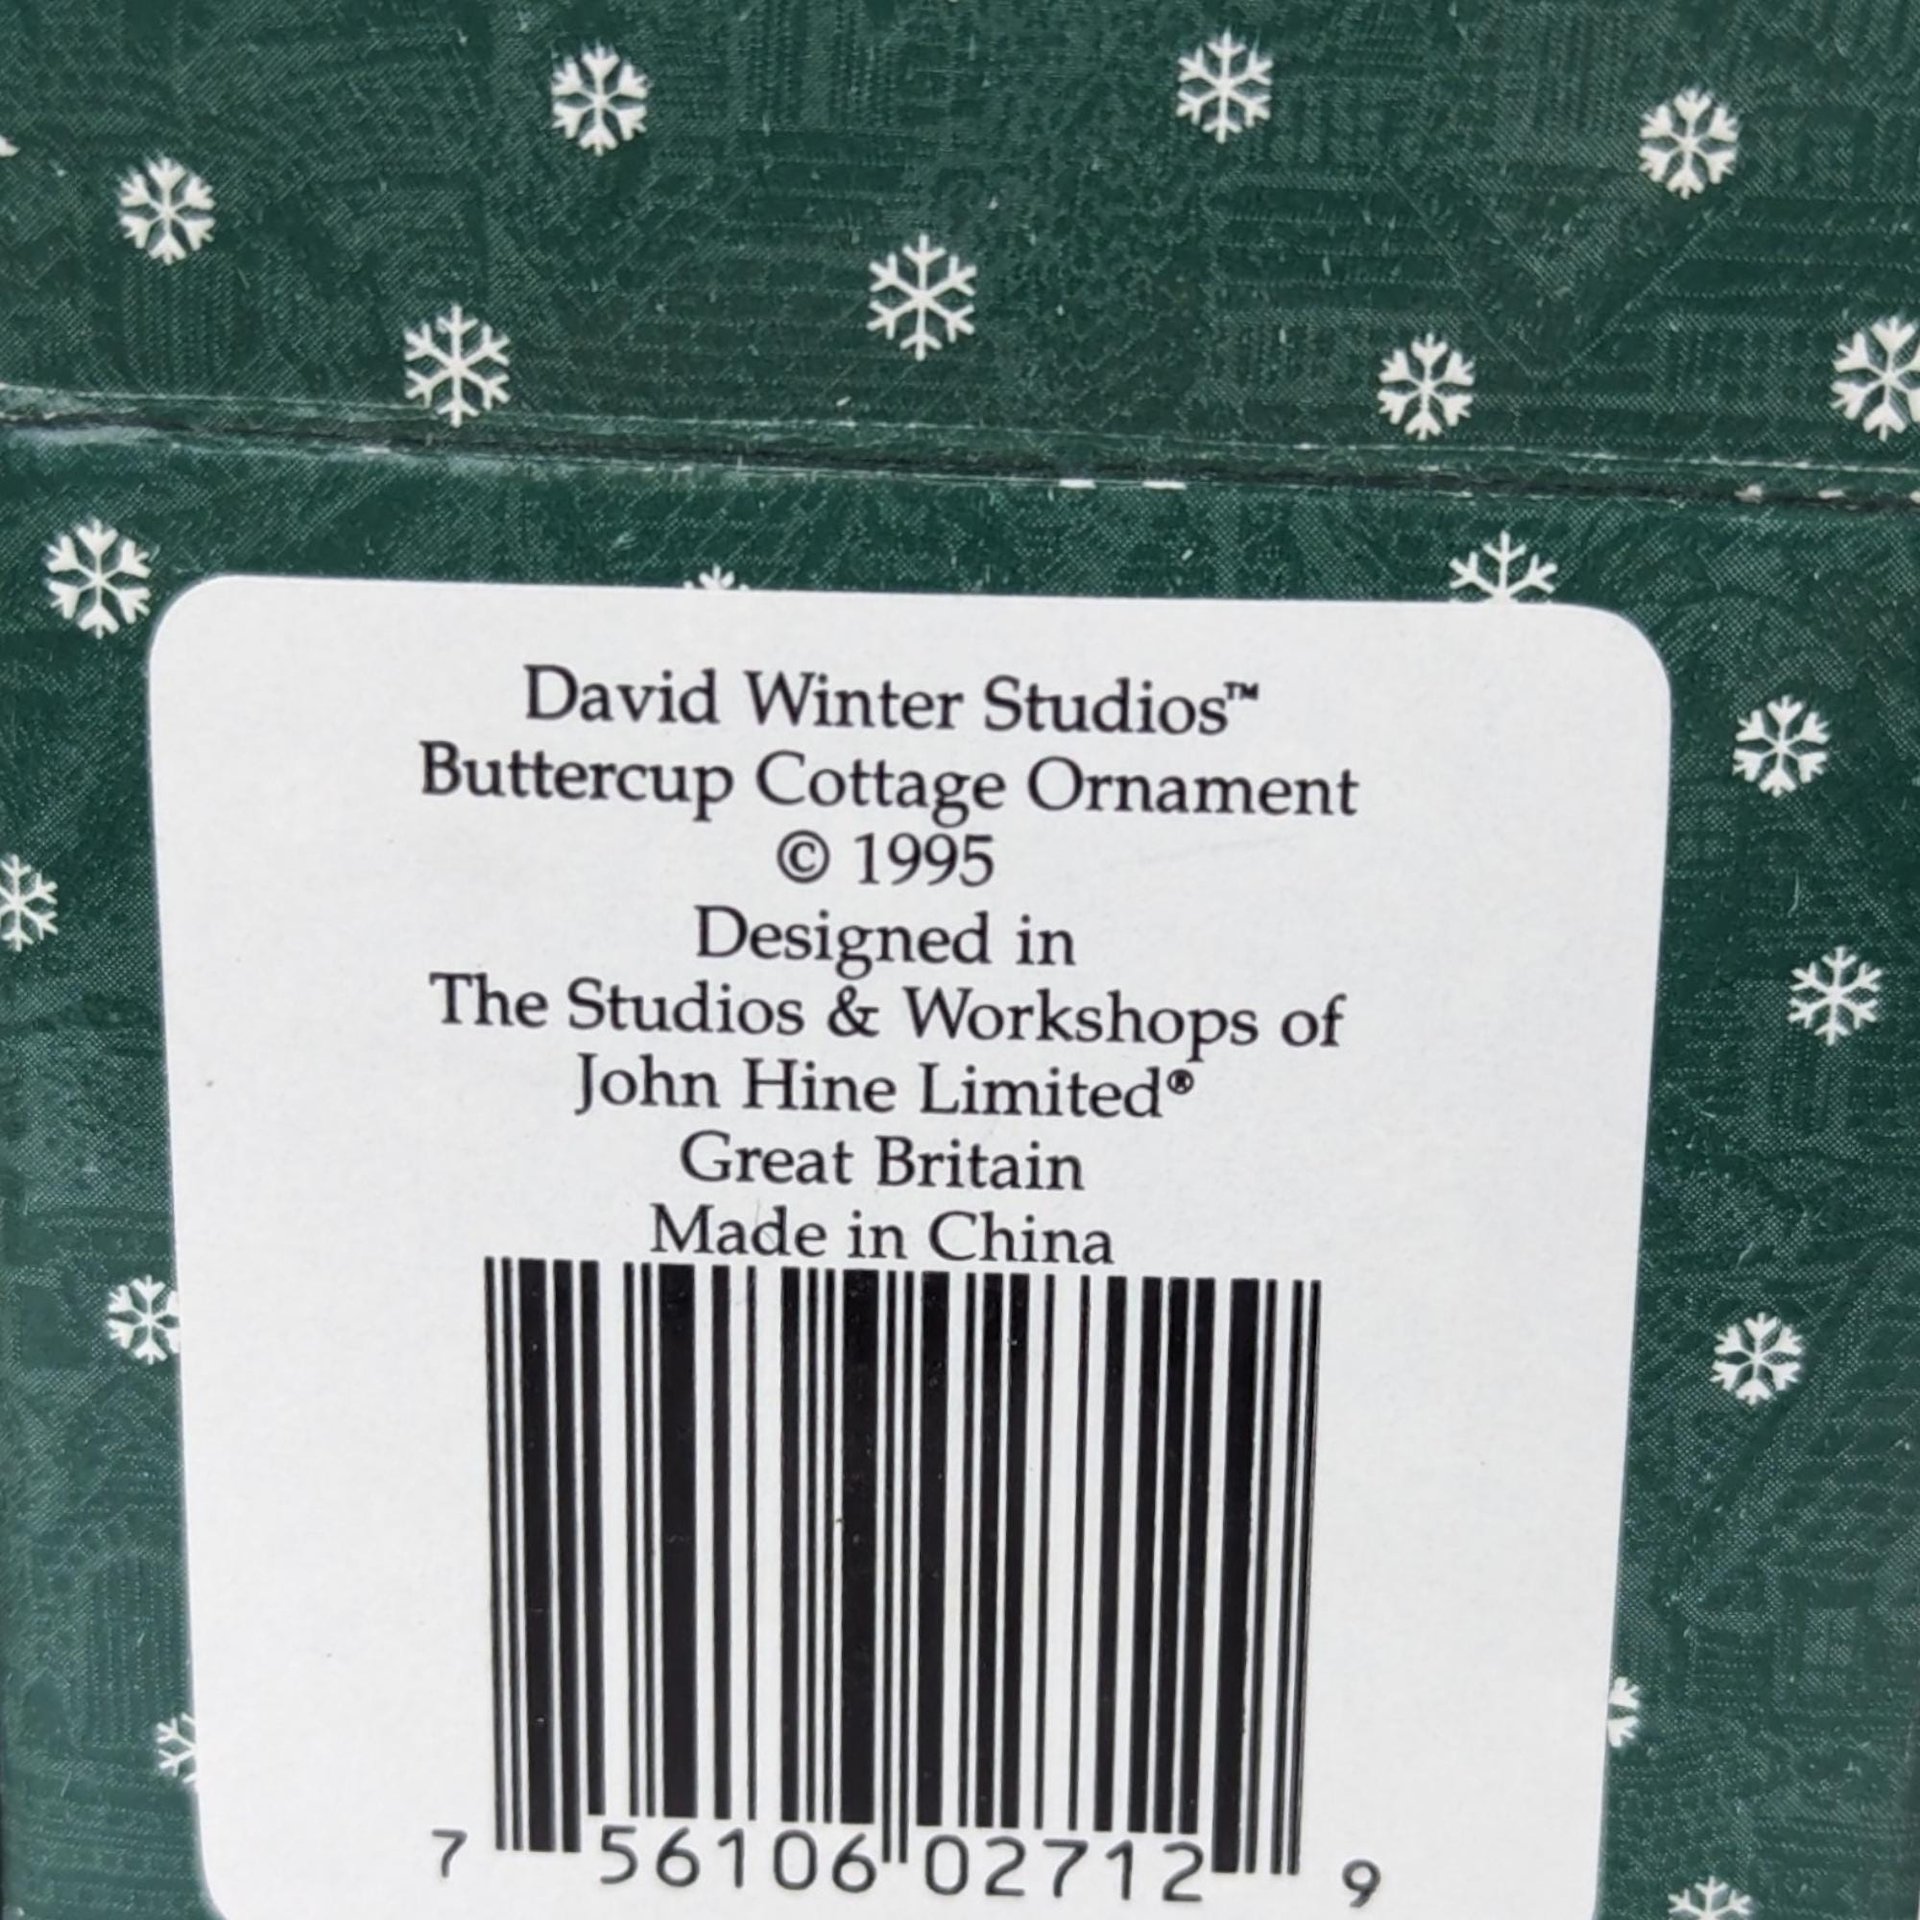 David Winter Studios™
Buttercup Cottage Ornament
© 1995
Designed in
The Studios & Workshops of
John Hine Limited®
Great Britain
Made in China
7 56106 02712 9